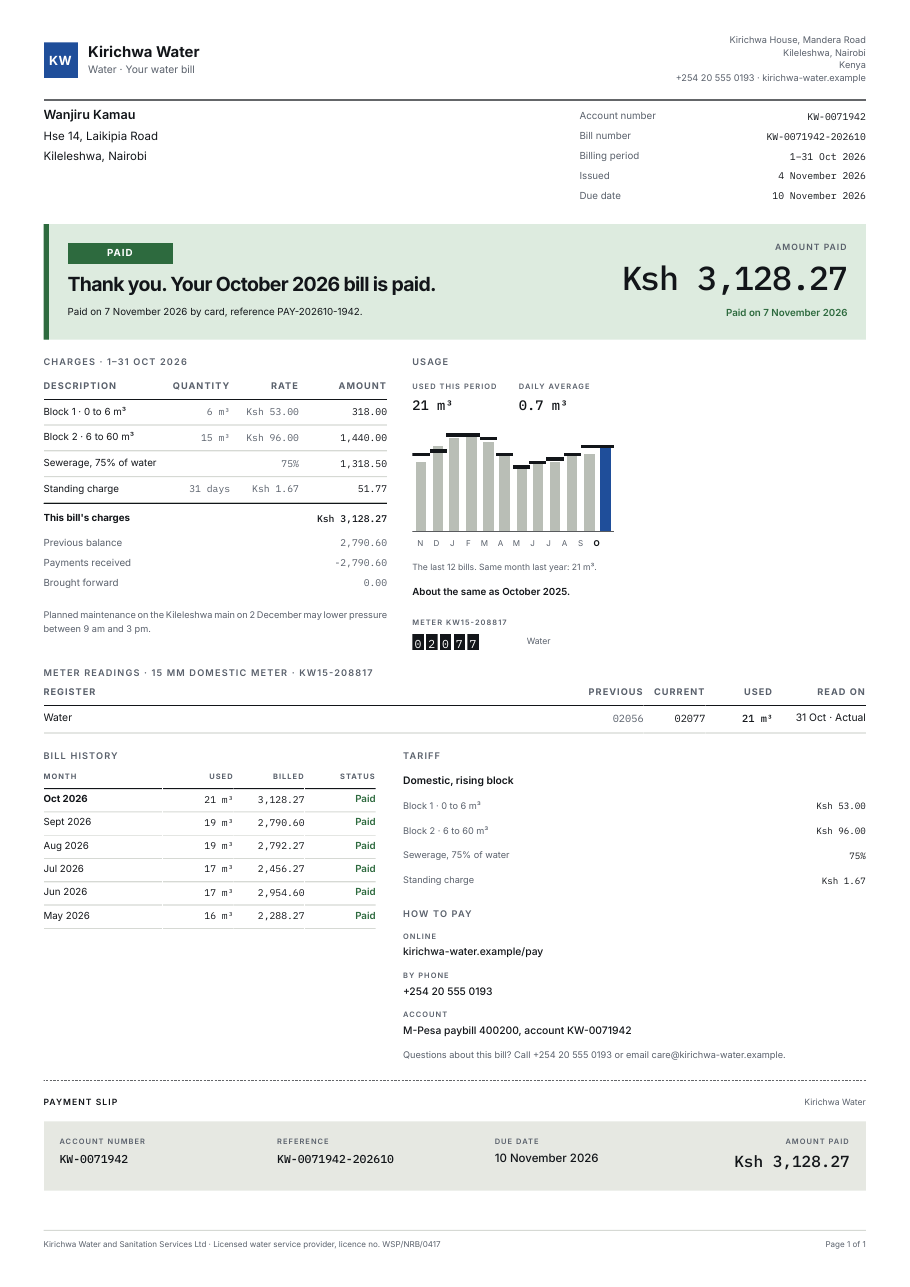 KW
Kirichwa Water
Water · Your water bill
Kirichwa House, Mandera Road
Kileleshwa, Nairobi
Kenya
+254 20 555 0193 · kirichwa-water.example
Wanjiru Kamau
Hse 14, Laikipia Road
Kileleshwa, Nairobi
Account number KW-0071942
Bill number KW-0071942-202610
Billing period 1–31 Oct 2026
Issued 4 November 2026
Due date 10 November 2026
PAID
Thank you. Your October 2026 bill is paid.
Paid on 7 November 2026 by card, reference PAY-202610-1942.
AMOUNT PAID
Ksh 3,128.27
Paid on 7 November 2026
CHARGES · 1–31 OCT 2026
DESCRIPTION QUANTITY RATE AMOUNT
Block 1 · 0 to 6 m³ 6 m³ Ksh 53.00 318.00
Block 2 · 6 to 60 m³ 15 m³ Ksh 96.00 1,440.00
Sewerage, 75% of water 75% 1,318.50
Standing charge 31 days Ksh 1.67 51.77
This bill's charges Ksh 3,128.27
Previous balance 2,790.60
Payments received -2,790.60
Brought forward 0.00
Planned maintenance on the Kileleshwa main on 2 December may lower pressure
between 9 am and 3 pm.
USAGE
USED THIS PERIOD DAILY AVERAGE
21 m³ 0.7 m³
N D J F M A M J J A S O
The last 12 bills. Same month last year: 21 m³.
About the same as October 2025.
METER KW15-208817
02077 Water
METER READINGS · 15 MM DOMESTIC METER · KW15-208817
REGISTER PREVIOUS CURRENT USED READ ON
Water 02056 02077 21 m³ 31 Oct · Actual
BILL HISTORY
MONTH USED BILLED STATUS
Oct 2026 21 m³ 3,128.27 Paid
Sept 2026 19 m³ 2,790.60 Paid
Aug 2026 19 m³ 2,792.27 Paid
Jul 2026 17 m³ 2,456.27 Paid
Jun 2026 17 m³ 2,954.60 Paid
May 2026 16 m³ 2,288.27 Paid
TARIFF
Domestic, rising block
Block 1 · 0 to 6 m³ Ksh 53.00
Block 2 · 6 to 60 m³ Ksh 96.00
Sewerage, 75% of water 75%
Standing charge Ksh 1.67
HOW TO PAY
ONLINE
kirichwa-water.example/pay
BY PHONE
+254 20 555 0193
ACCOUNT
M-Pesa paybill 400200, account KW-0071942
Questions about this bill? Call +254 20 555 0193 or email care@kirichwa-water.example.
PAYMENT SLIP Kirichwa Water
ACCOUNT NUMBER REFERENCE DUE DATE AMOUNT PAID
KW-0071942 KW-0071942-202610 10 November 2026 Ksh 3,128.27
Kirichwa Water and Sanitation Services Ltd · Licensed water service provider, licence no. WSP/NRB/0417 Page 1 of 1